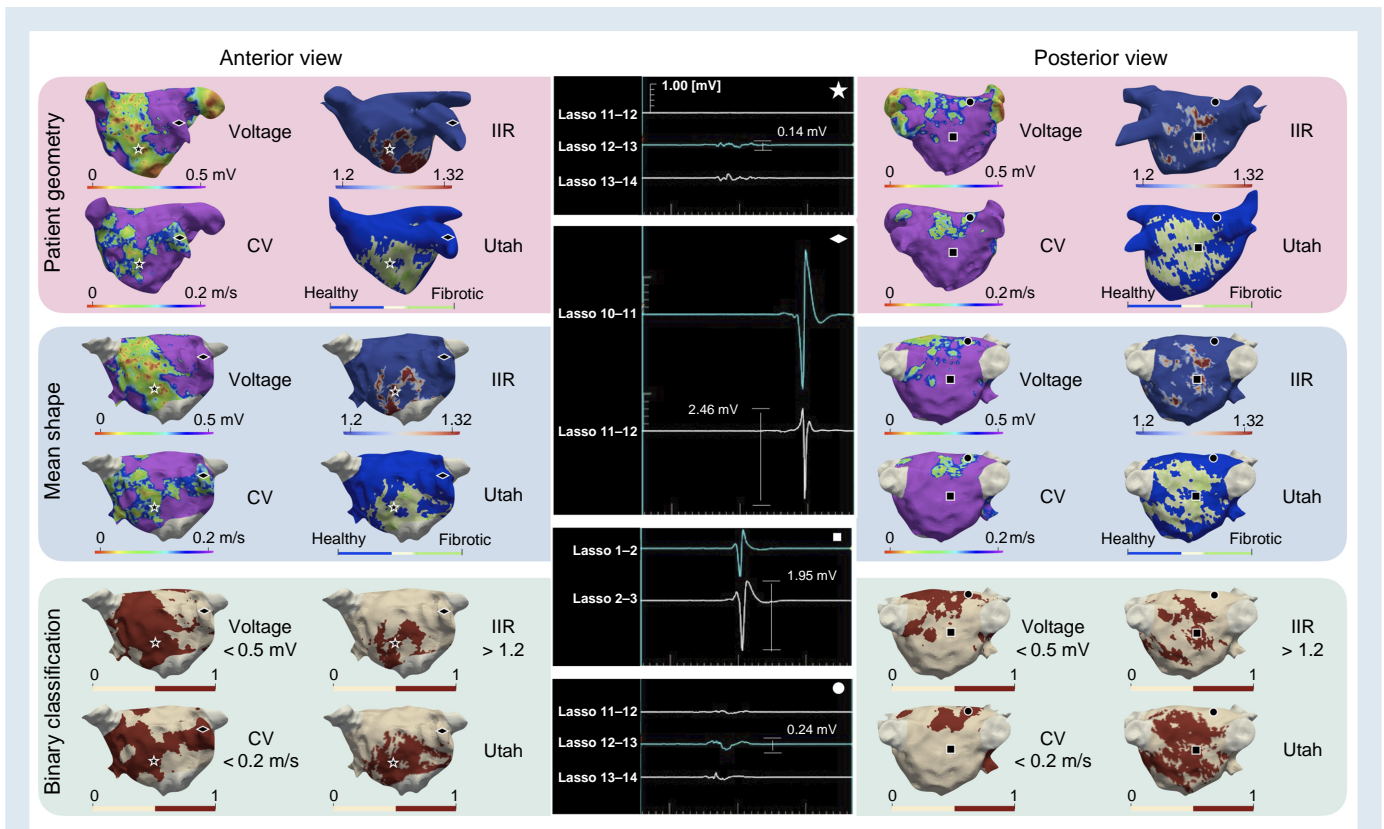 Anterior view
Posterior view
Patient geometry
Voltage
0 0.5 mV
IIR
1.2 1.32
CV
0 0.2 m/s
Utah
Healthy Fibrotic
Mean shape
Voltage
0 0.5 mV
IIR
1.2 1.32
CV
0 0.2 m/s
Utah
Healthy Fibrotic
Binary classification
Voltage
< 0.5 mV
0 1
IIR
> 1.2
0 1
CV
< 0.2 m/s
0 1
Utah
0 1
1.00 [mV]
Lasso 11–12
0.14 mV
Lasso 12–13
Lasso 13–14
Lasso 10–11
2.46 mV
Lasso 11–12
Lasso 1–2
1.95 mV
Lasso 2–3
Lasso 11–12
0.24 mV
Lasso 12–13
Lasso 13–14
Voltage
0 0.5 mV
IIR
1.2 1.32
CV
0 0.2 m/s
Utah
Healthy Fibrotic
Voltage
0 0.5 mV
IIR
1.2 1.32
CV
0 0.2 m/s
Utah
Healthy Fibrotic
Voltage
< 0.5 mV
0 1
IIR
> 1.2
0 1
CV
< 0.2 m/s
0 1
Utah
0 1